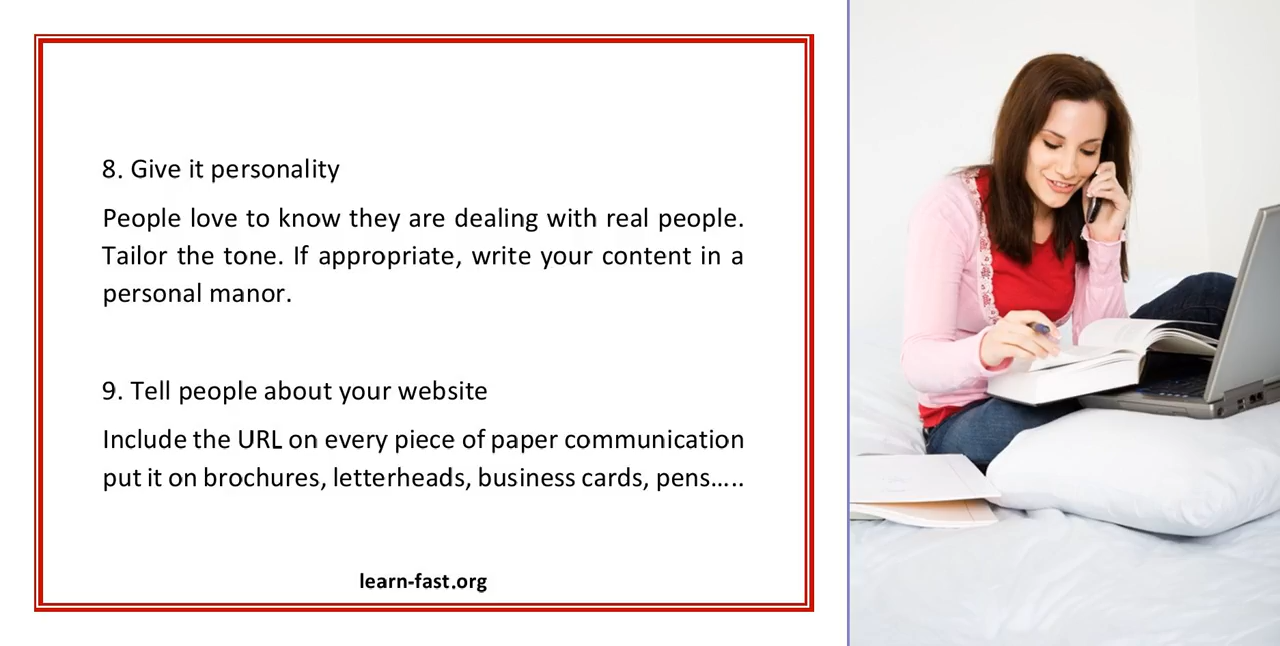 8. Give it personality
People love to know they are dealing with real people.
Tailor the tone. If appropriate, write your content in a
personal manor.
9. Tell people about your website
Include the URL on every piece of paper communication
put it on brochures, letterheads, business cards, pens…..
learn-fast.org